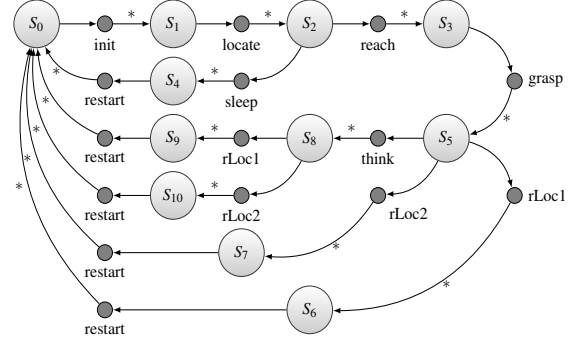 S0 * S1 * S2 * S3
init locate reach
* S4 * grasp
restart sleep *
* S9 * S8 * S5
restart rLoc1 think
* S10 * rLoc1
restart rLoc2 rLoc2
* S7 *
restart
* S6 *
restart